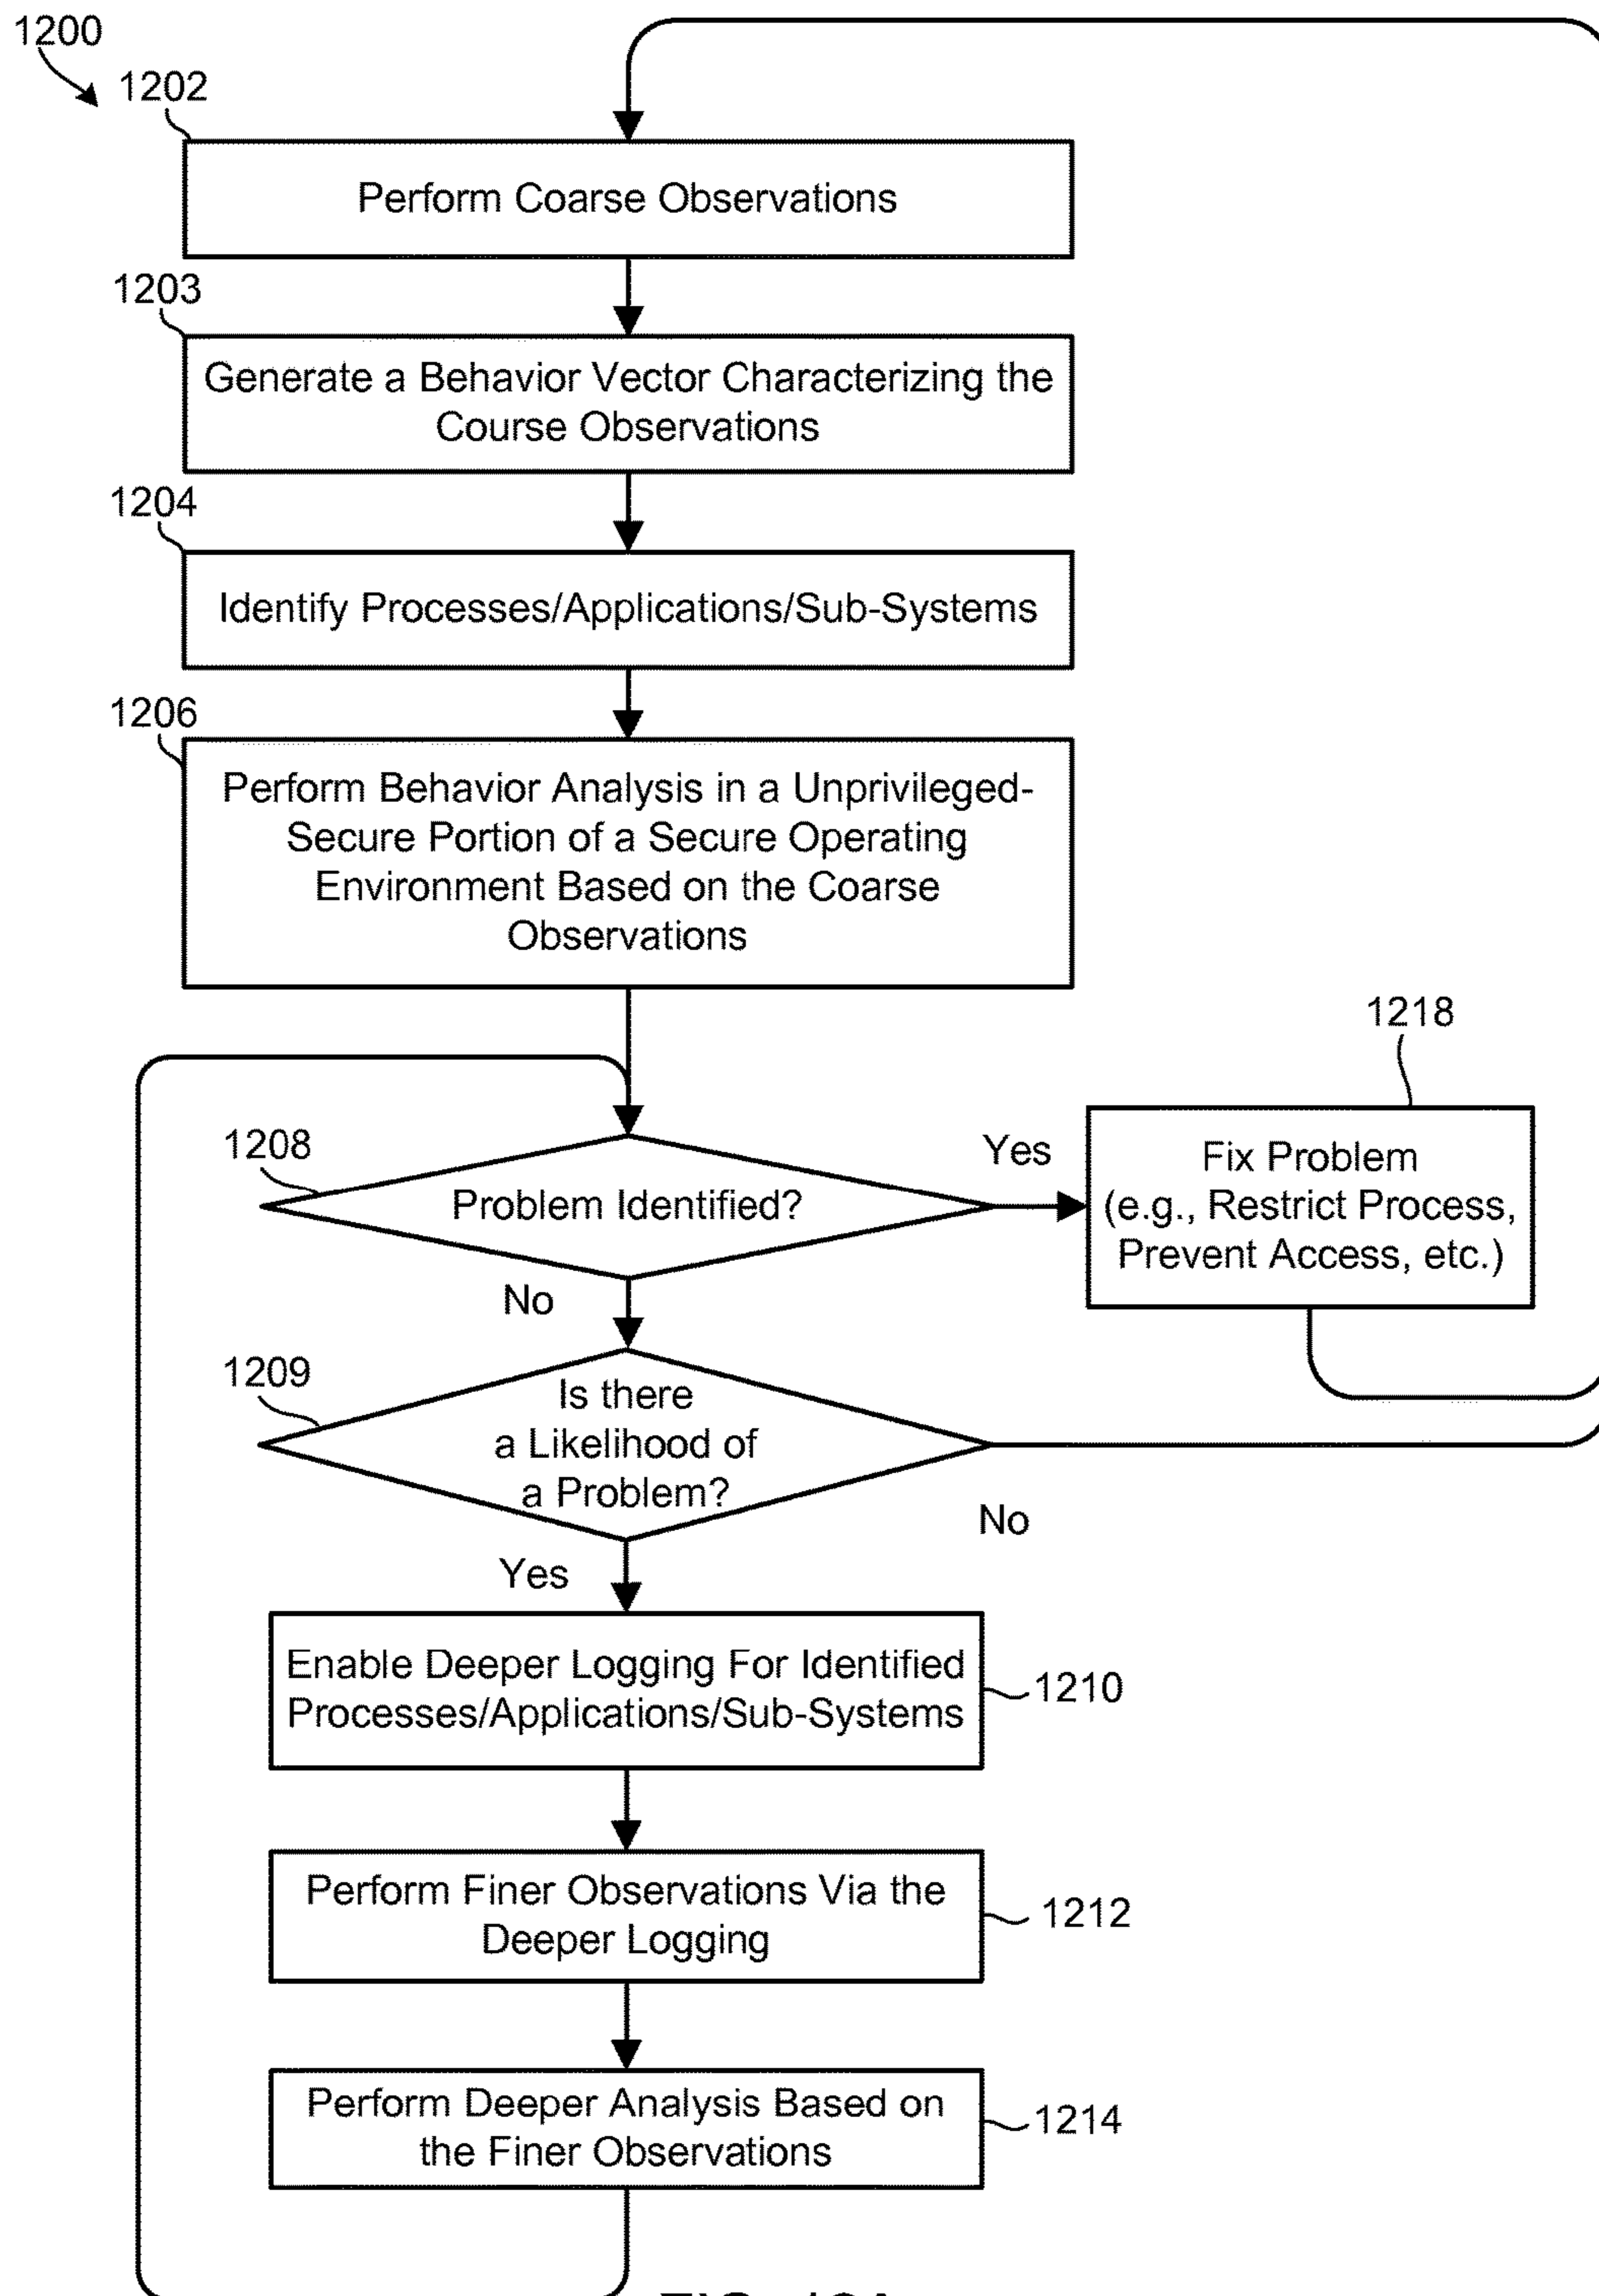 1200
1202
Perform Coarse Observations
1203
Generate a Behavior Vector Characterizing the
Course Observations
1204
Identify Processes/Applications/Sub-Systems
1206
Perform Behavior Analysis in a Unprivileged-
Secure Portion of a Secure Operating
Environment Based on the Coarse
Observations
1218
1208
Problem Identified?
Yes
Fix Problem
(e.g., Restrict Process,
Prevent Access, etc.)
No
1209
Is there
a Likelihood of
a Problem?
No
Yes
Enable Deeper Logging For Identified
Processes/Applications/Sub-Systems
1210
Perform Finer Observations Via the
Deeper Logging
1212
Perform Deeper Analysis Based on
the Finer Observations
1214